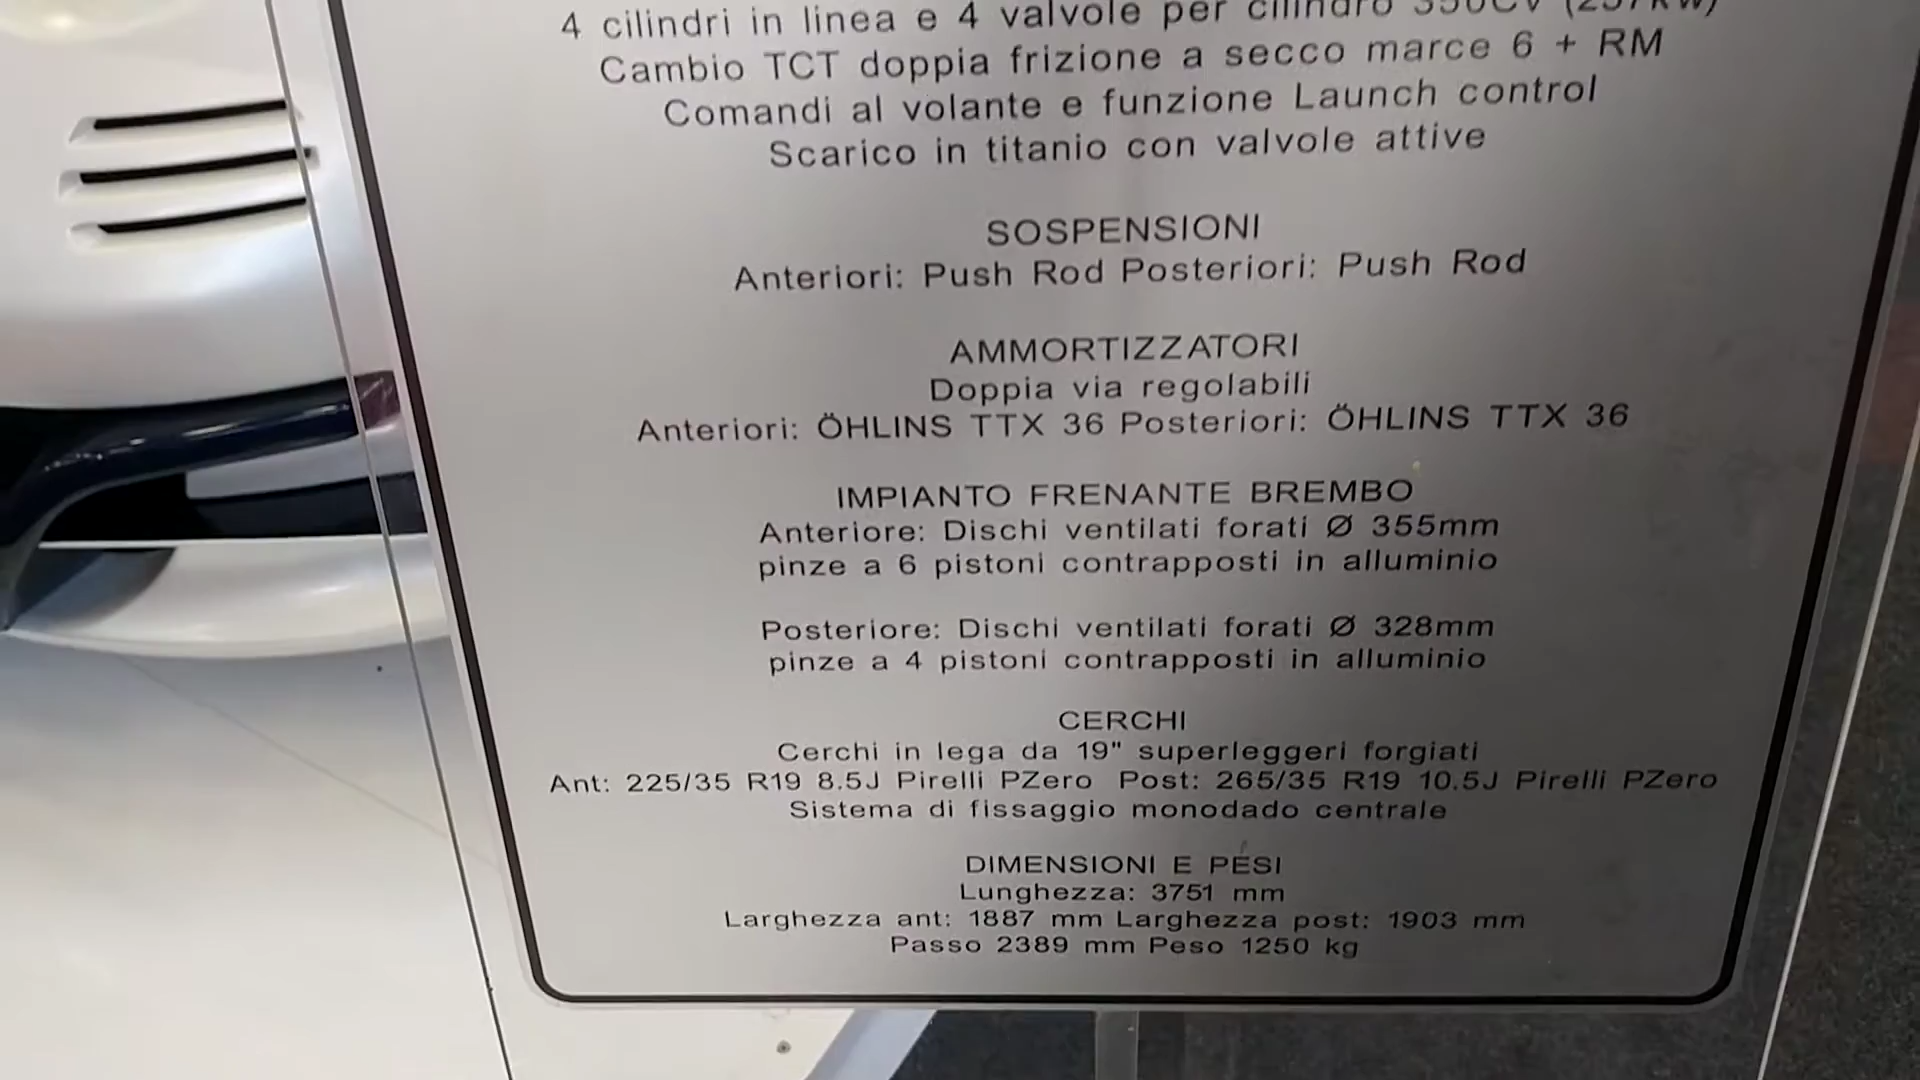 4 cilindri in linea e 4 valvole per cilindro 350CV (257kW)
Cambio TCT doppia frizione a secco marce 6 + RM
Comandi al volante e funzione Launch control
Scarico in titanio con valvole attive
SOSPENSIONI
Anteriori: Push Rod Posteriori: Push Rod
AMMORTIZZATORI
Doppia via regolabili
Anteriori: ÖHLINS TTX 36 Posteriori: ÖHLINS TTX 36
IMPIANTO FRENANTE BREMBO
Anteriore: Dischi ventilati forati Ø 355mm
pinze a 6 pistoni contrapposti in alluminio
Posteriore: Dischi ventilati forati Ø 328mm
pinze a 4 pistoni contrapposti in alluminio
CERCHI
Cerchi in lega da 19" superleggeri forgiati
Ant: 225/35 R19 8.5J Pirelli PZero Post: 265/35 R19 10.5J Pirelli PZero
Sistema di fissaggio monodado centrale
DIMENSIONI E PESI
Lunghezza: 3751 mm
Larghezza ant: 1887 mm Larghezza post: 1903 mm
Passo 2389 mm Peso 1250 kg